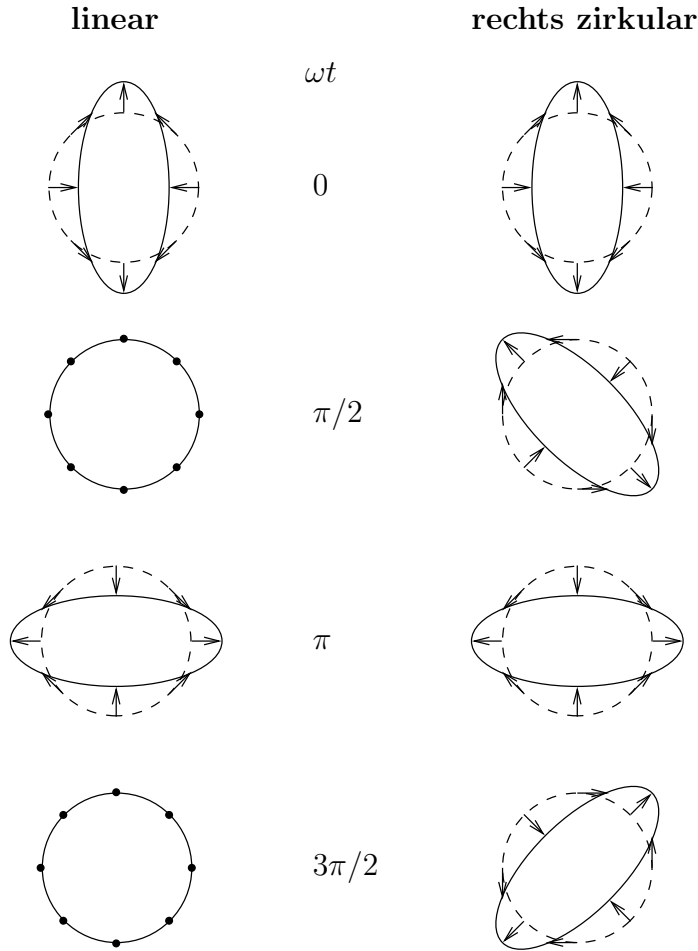 linear rechts zirkular
ωt
0
π/2
π
3π/2